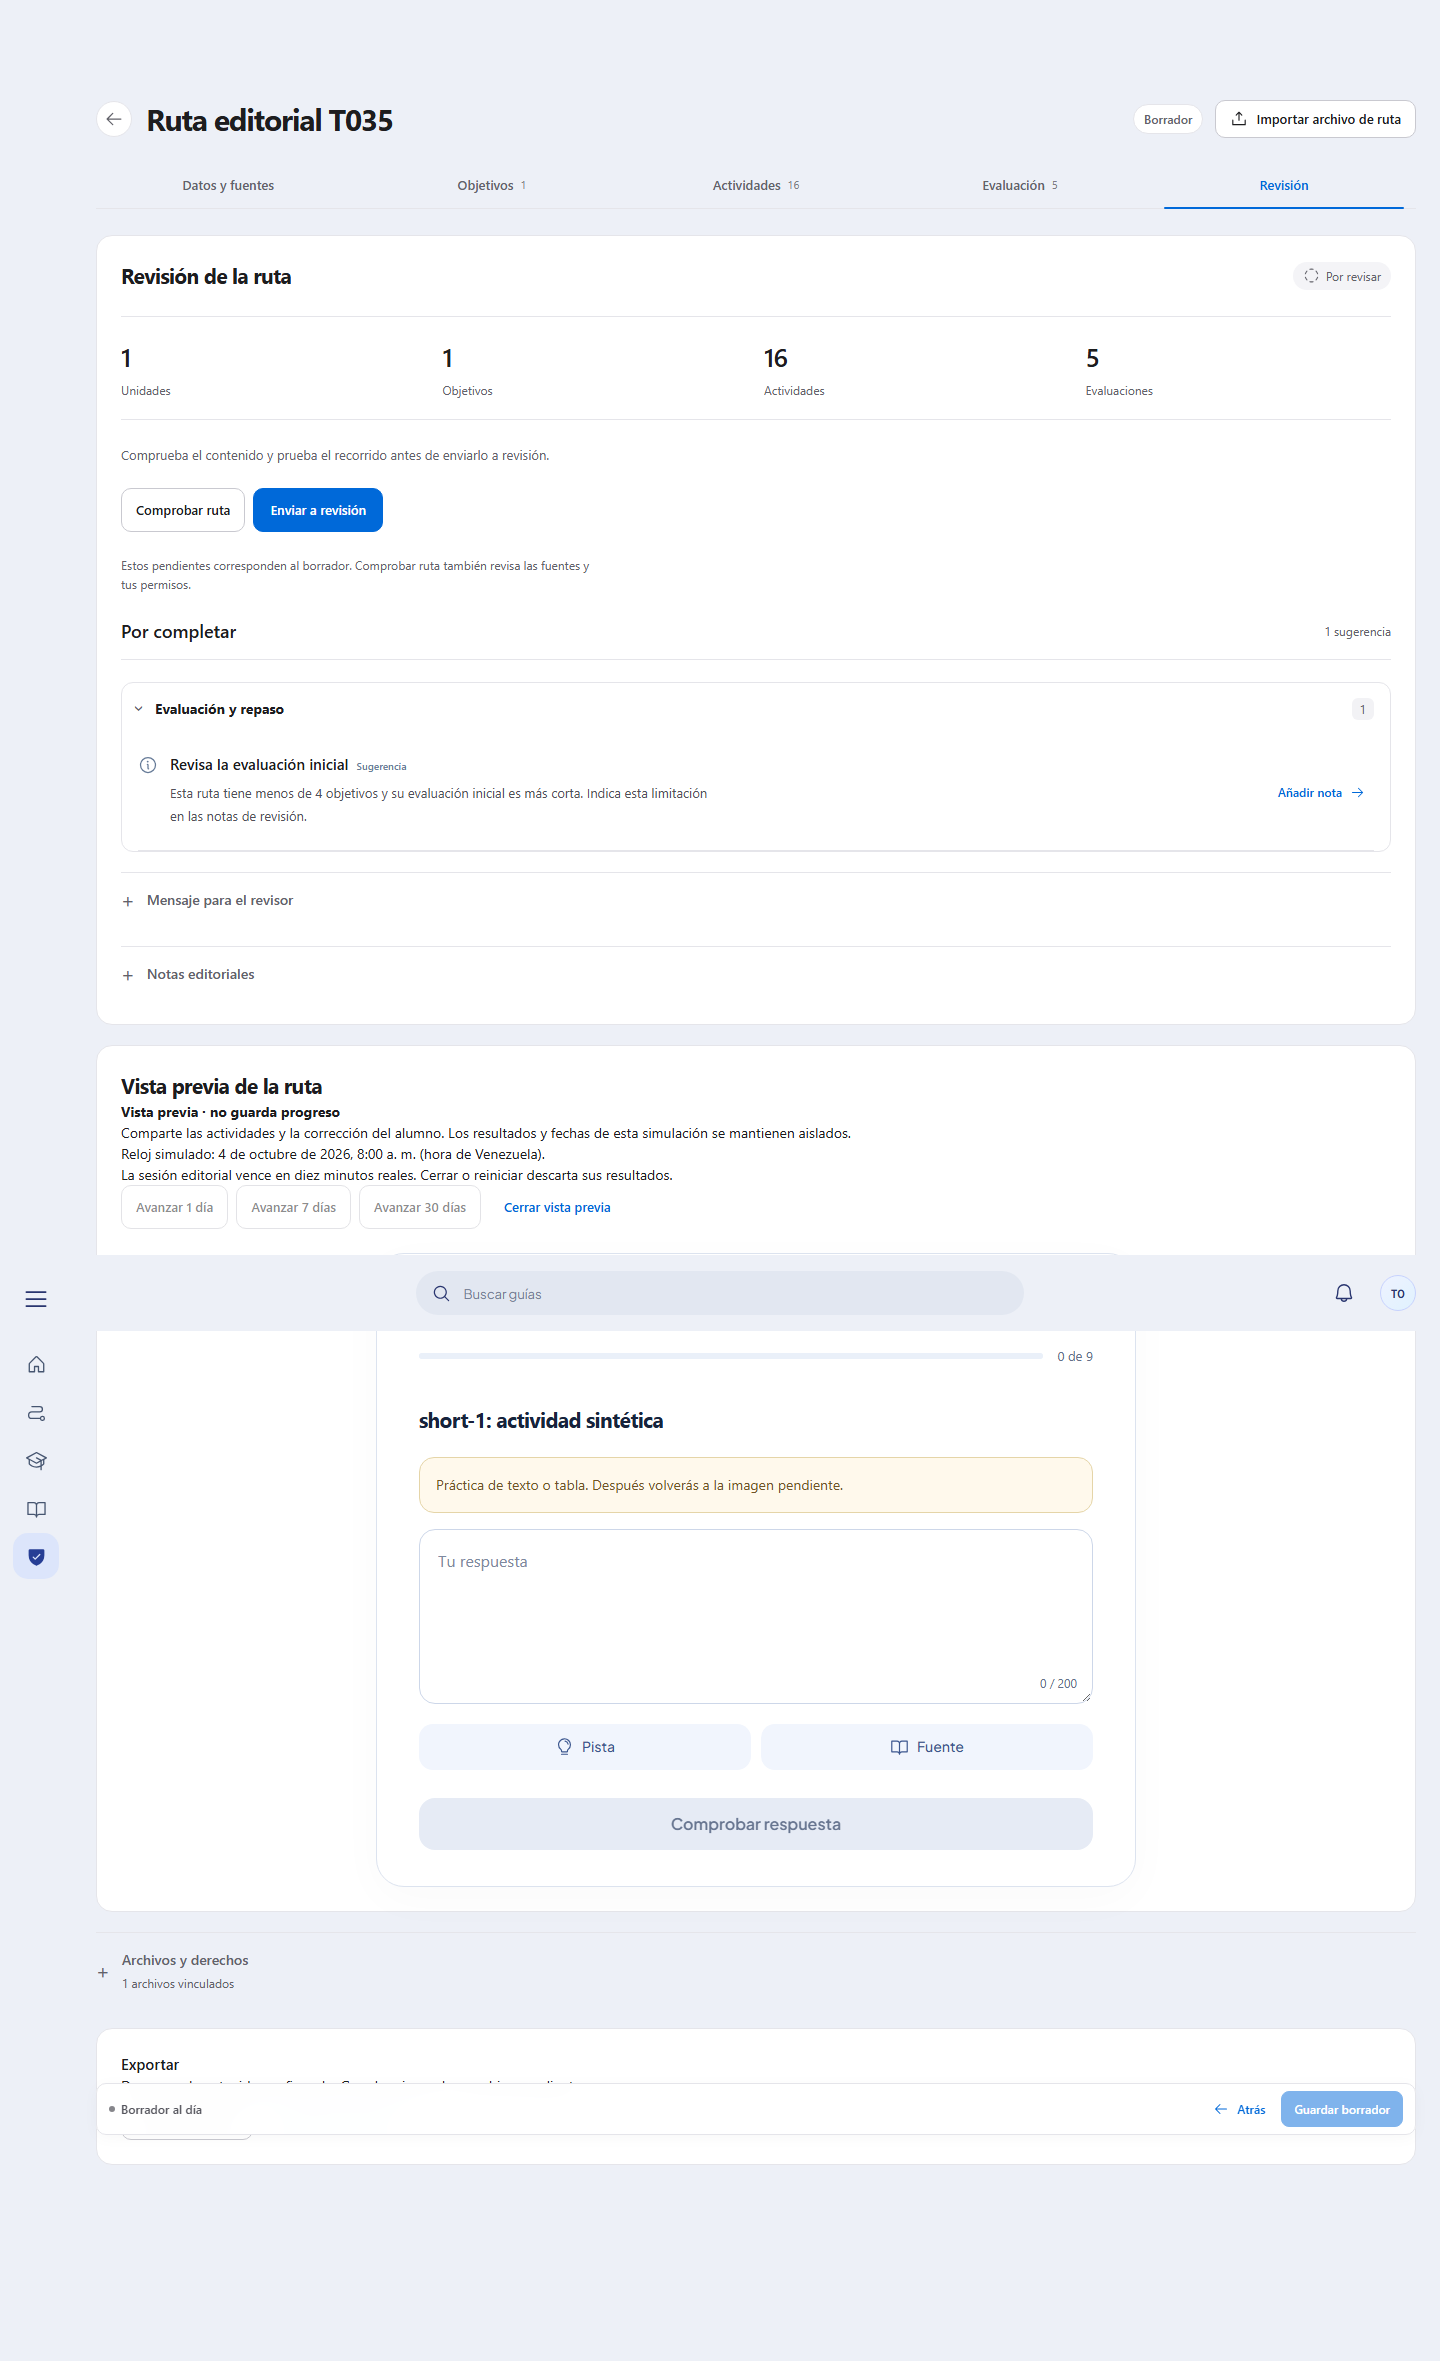 Ruta editorial T035
Borrador
Importar archivo de ruta
Datos y fuentes
Objetivos 1
Actividades 16
Evaluación 5
Revisión
Revisión de la ruta
Por revisar
1
Unidades
1
Objetivos
16
Actividades
5
Evaluaciones
Comprueba el contenido y prueba el recorrido antes de enviarlo a revisión.
Comprobar ruta
Enviar a revisión
Estos pendientes corresponden al borrador. Comprobar ruta también revisa las fuentes y
tus permisos.
Por completar
1 sugerencia
Evaluación y repaso
1
Revisa la evaluación inicial Sugerencia
Esta ruta tiene menos de 4 objetivos y su evaluación inicial es más corta. Indica esta limitación
en las notas de revisión.
Añadir nota
Mensaje para el revisor
Notas editoriales
Vista previa de la ruta
Vista previa · no guarda progreso
Comparte las actividades y la corrección del alumno. Los resultados y fechas de esta simulación se mantienen aislados.
Reloj simulado: 4 de octubre de 2026, 8:00 a. m. (hora de Venezuela).
La sesión editorial vence en diez minutos reales. Cerrar o reiniciar descarta sus resultados.
Avanzar 1 día
Avanzar 7 días
Avanzar 30 días
Cerrar vista previa
Buscar guías
TO
0 de 9
short-1: actividad sintética
Práctica de texto o tabla. Después volverás a la imagen pendiente.
Tu respuesta
0 / 200
Pista
Fuente
Comprobar respuesta
Archivos y derechos
1 archivos vinculados
Exportar
Borrador al día
Atrás
Guardar borrador